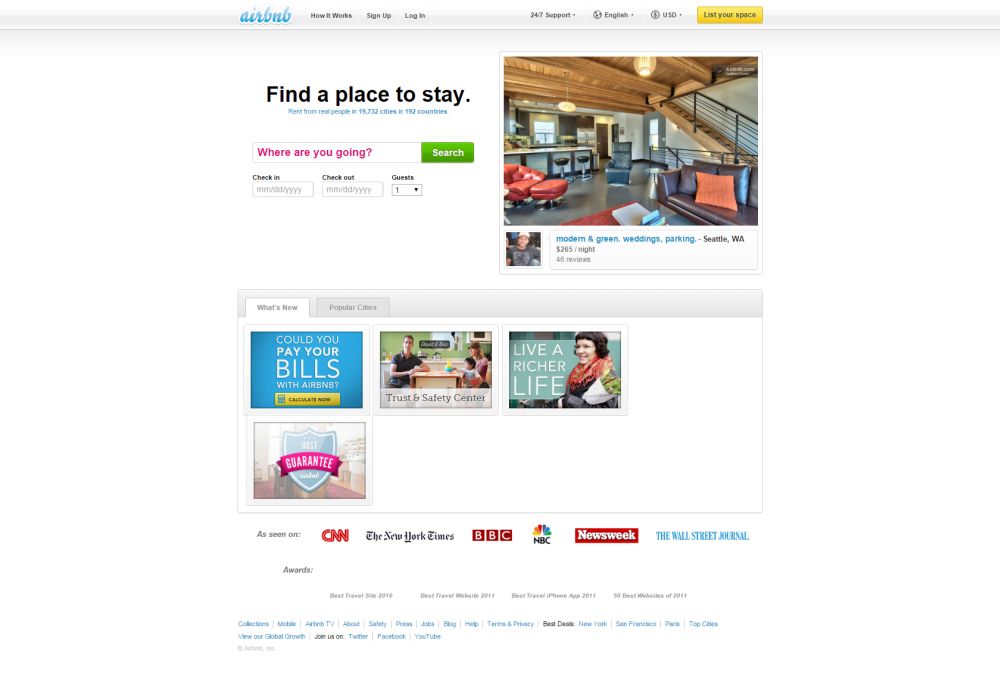 airbnb How It Works Sign Up Log In 24/7 Support English USD List your space
Find a place to stay.
Rent from real people in 19,732 cities in 192 countries.
Where are you going? Search
Check in Check out Guests
mm/dd/yyyy mm/dd/yyyy 1
Airbnb.com
modern & green. weddings, parking. - Seattle, WA
$265 / night
46 reviews
What's New Popular Cities
COULD YOU
PAY YOUR
BILLS
WITH AIRBNB?
CALCULATE NOW
Trust & Safety Center
LIVE A
RICHER
LIFE
HOST
GUARANTEE
airbnb
As seen on: CNN The New York Times BBC NBC Newsweek THE WALL STREET JOURNAL.
Awards:
Best Travel Site 2010 Best Travel Website 2011 Best Travel iPhone App 2011 50 Best Websites of 2011
Collections Mobile Airbnb TV About Safety Press Jobs Blog Help Terms & Privacy Best Deals: New York San Francisco Paris Top Cities
View our Global Growth Join us on: Twitter Facebook YouTube
© Airbnb, Inc.